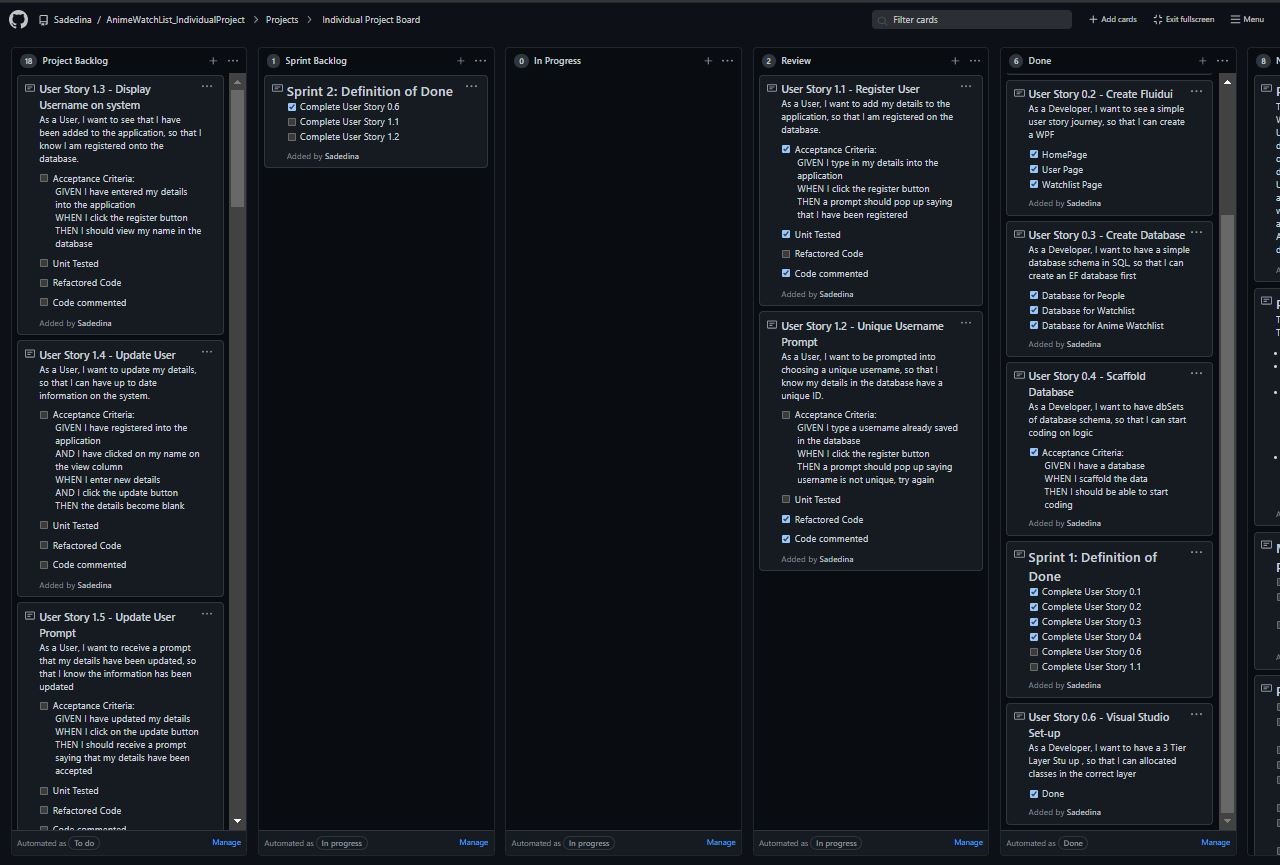 Sadedina / AnimeWatchList_IndividualProject > Projects > Individual Project Board
Filter cards
+ Add cards
Exit fullscreen
Menu
18 Project Backlog
User Story 1.3 - Display
Username on system
As a User, I want to see that I have
been added to the application, so that I
know I am registered onto the
database.
Acceptance Criteria:
GIVEN I have entered my details
into the application
WHEN I click the register button
THEN I should view my name in the
database
Unit Tested
Refactored Code
Code commented
Added by Sadedina
User Story 1.4 - Update User
As a User, I want to update my details,
so that I can have up to date
information on the system.
Acceptance Criteria:
GIVEN I have registered into the
application
AND I have clicked on my name on
the view column
WHEN I enter new details
AND I click the update button
THEN the details become blank
Unit Tested
Refactored Code
Code commented
Added by Sadedina
User Story 1.5 - Update User
Prompt
As a User, I want to receive a prompt
that my details have been updated, so
that I know the information has been
updated
Acceptance Criteria:
GIVEN I have updated my details
WHEN I click on the update button
THEN I should receive a prompt
saying that my details have been
accepted
Unit Tested
Refactored Code
Code commented
Automated as To do
Manage
1 Sprint Backlog
Sprint 2: Definition of Done
Complete User Story 0.6
Complete User Story 1.1
Complete User Story 1.2
Added by Sadedina
Automated as In progress
Manage
0 In Progress
Automated as In progress
Manage
2 Review
User Story 1.1 - Register User
As a User, I want to add my details to the
application, so that I am registered on the
database.
Acceptance Criteria:
GIVEN I type in my details into the
application
WHEN I click the register button
THEN a prompt should pop up saying
that I have been registered
Unit Tested
Refactored Code
Code commented
Added by Sadedina
User Story 1.2 - Unique Username
Prompt
As a User, I want to be prompted into
choosing a unique username, so that I
know my details in the database have a
unique ID.
Acceptance Criteria:
GIVEN I type a username already saved
in the database
WHEN I click the register button
THEN a prompt should pop up saying
username is not unique, try again
Unit Tested
Refactored Code
Code commented
Added by Sadedina
Automated as In progress
Manage
6 Done
User Story 0.2 - Create Fluidui
As a Developer, I want to see a simple
user story journey, so that I can create
a WPF
HomePage
User Page
Watchlist Page
Added by Sadedina
User Story 0.3 - Create Database
As a Developer, I want to have a simple
database schema in SQL, so that I can
create an EF database first
Database for People
Database for Watchlist
Database for Anime Watchlist
Added by Sadedina
User Story 0.4 - Scaffold
Database
As a Developer, I want to have dbSets
of database schema, so that I can start
coding on logic
Acceptance Criteria:
GIVEN I have a database
WHEN I scaffold the data
THEN I should be able to start
coding
Added by Sadedina
Sprint 1: Definition of
Done
Complete User Story 0.1
Complete User Story 0.2
Complete User Story 0.3
Complete User Story 0.4
Complete User Story 0.6
Complete User Story 1.1
Added by Sadedina
User Story 0.6 - Visual Studio
Set-up
As a Developer, I want to have a 3 Tier
Layer Stu up , so that I can allocated
classes in the correct layer
Done
Added by Sadedina
Automated as Done
Manage
8